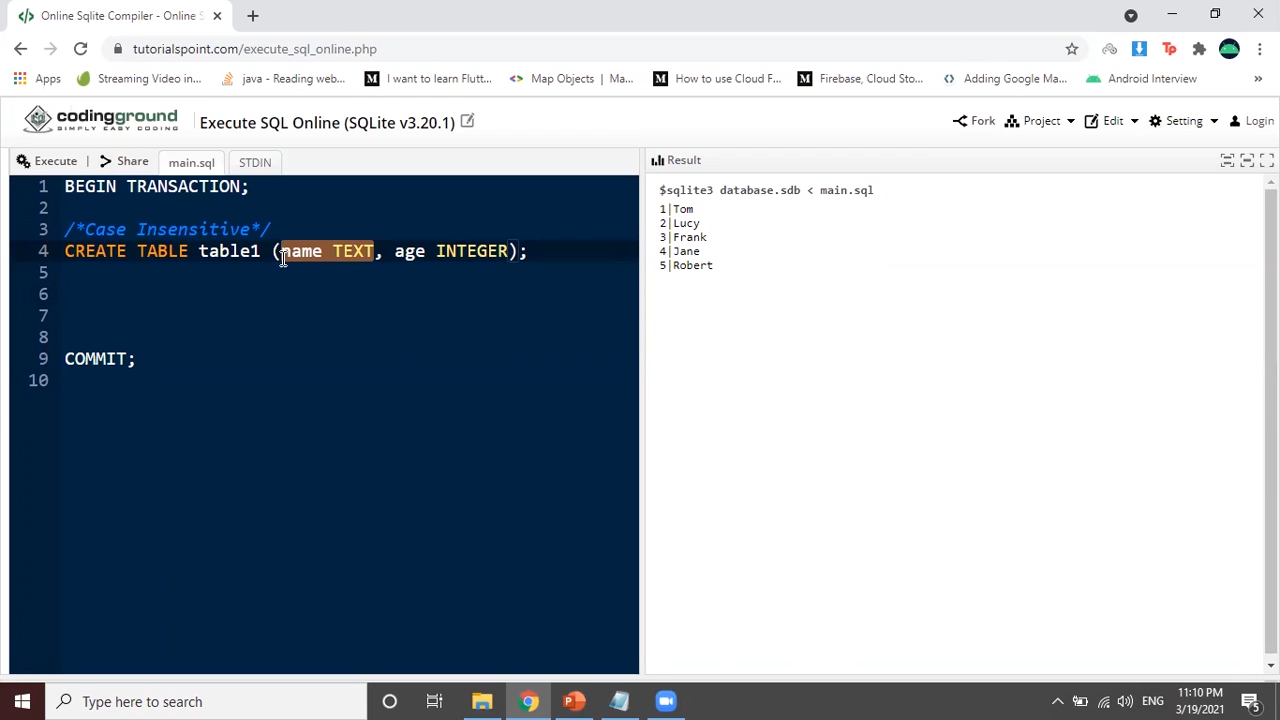 Online Sqlite Compiler - Online S
tutorialspoint.com/execute_sql_online.php
Apps
Streaming Video in...
java - Reading web...
I want to learn Flutt...
Map Objects | Ma...
How to use Cloud F...
Firebase, Cloud Sto...
Adding Google Ma...
Android Interview
»
codingground
SIMPLY EASY CODING
Execute SQL Online (SQLite v3.20.1)
Fork
Project
Edit
Setting
Login
Execute
Share
main.sql
STDIN
Result
1 BEGIN TRANSACTION;
2
3 /*Case Insensitive*/
4 CREATE TABLE table1 (name TEXT, age INTEGER);
5
6
7
8
9 COMMIT;
10
$sqlite3 database.sdb < main.sql
1|Tom
2|Lucy
3|Frank
4|Jane
5|Robert
Type here to search
ENG
11:10 PM
3/19/2021
5